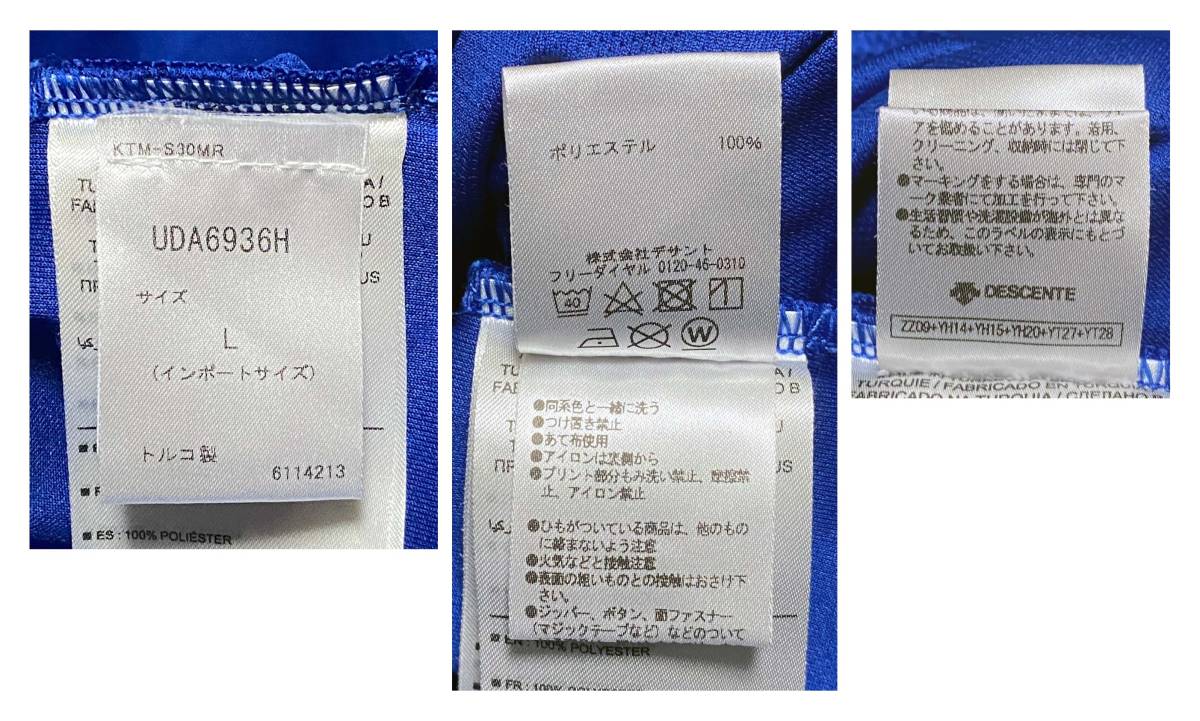 KTM-S30MR
UDA6936H
サイズ
L
(インポートサイズ)
トルコ製
6114213
ES : 100% POLIÉSTER
ポリエステル 100%
株式会社デサント
フリーダイヤル 0120-46-0310
40
W
●同系色と一緒に洗う
●つけ置き禁止
●あて布使用
●アイロンは裏側から
●プリント部分もみ洗い禁止、摩擦禁
止、アイロン禁止
●ひもがついている商品は、他のもの
に絡まないよう注意
●火気などと接触注意
●表面の粗いものとの接触はおさけ下
さい。
●ジッパー、ボタン、面ファスナー
(マジックテープなど)などのついて
EN : 100% POLYESTER
FR : 100%
アを傷めることがあります。着用、
クリーニング、収納時には閉じて下
さい。
●マーキングをする場合は、専門のマ
ーク業者にて加工を行って下さい。
●生活習慣や洗濯設備が海外とは異な
るため、このラベルの表示にもとづ
いてお取扱い下さい。
DESCENTE
ZZ09+YH14+YH15+YH20+YT27+YT28
TURQUIE / FABRICADO EN
FABRICADO NA TURQUIA / СДЕЛАНО В